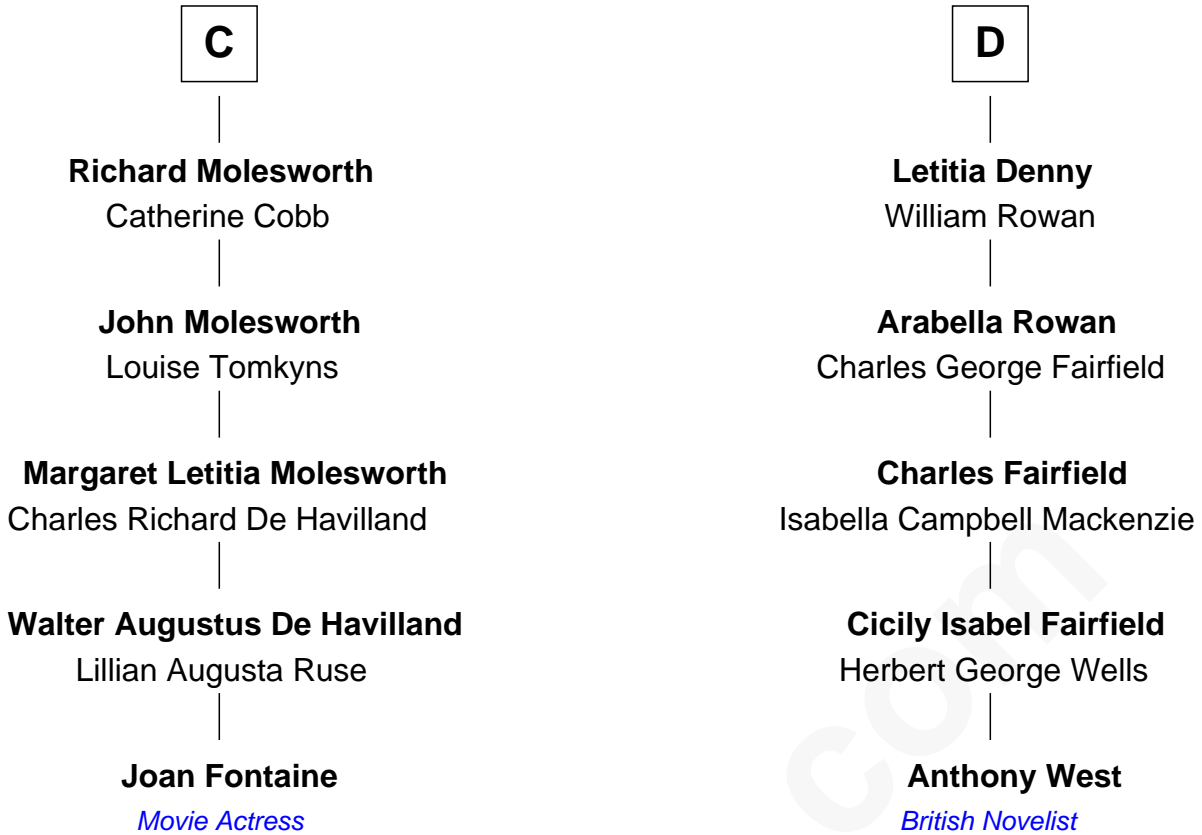 C
Richard Molesworth
Catherine Cobb
John Molesworth
Louise Tomkyns
Margaret Letitia Molesworth
Charles Richard De Havilland
Walter Augustus De Havilland
Lillian Augusta Ruse
Joan Fontaine
Movie Actress
D
Letitia Denny
William Rowan
Arabella Rowan
Charles George Fairfield
Charles Fairfield
Isabella Campbell Mackenzie
Cicily Isabel Fairfield
Herbert George Wells
Anthony West
British Novelist
com